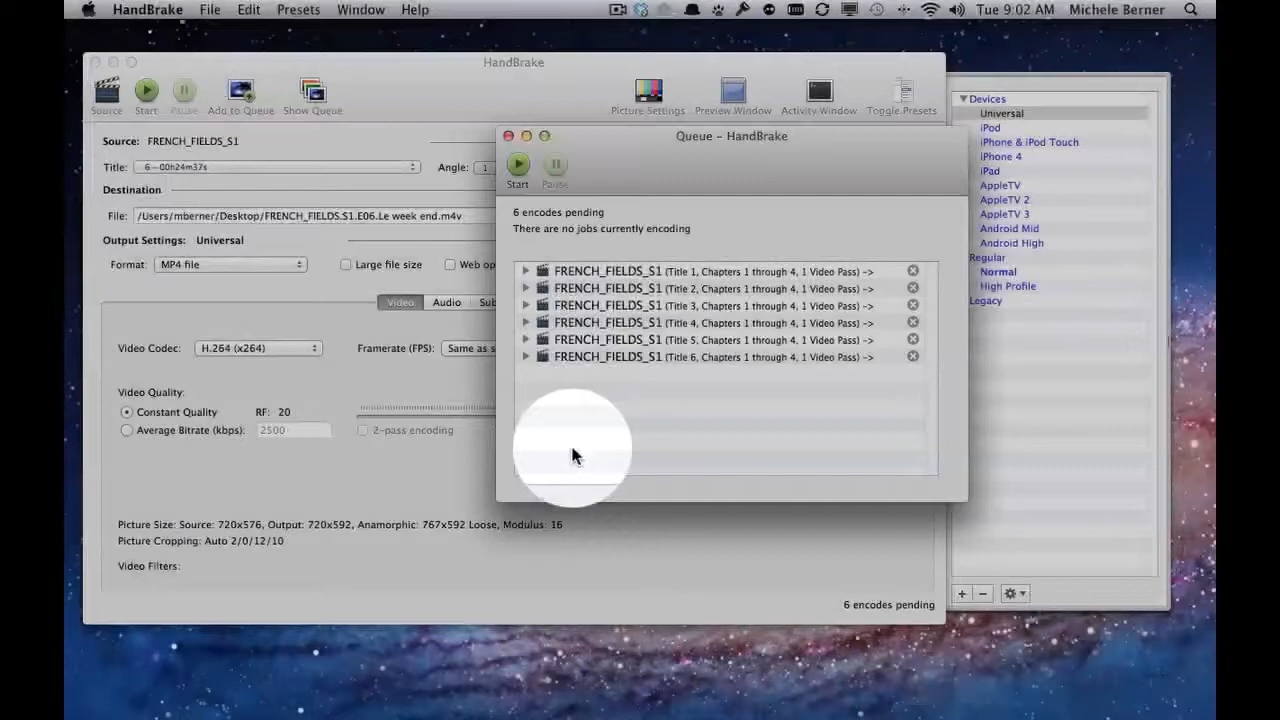 HandBrake File Edit Presets Window Help Tue 9:02 AM Michele Berner
HandBrake
Source Start Pause Add to Queue Show Queue Picture Settings Preview Window Activity Window Toggle Presets
Source: FRENCH_FIELDS_S1
Title: 6 - 00h24m37s Angle: 1
Destination
File: /Users/mberner/Desktop/FRENCH_FIELDS.S1.E06.Le week end.m4v
Output Settings: Universal
Format: MP4 file Large file size Web op
Video Audio Sub
Video Codec: H.264 (x264) Framerate (FPS): Same as s
Video Quality:
Constant Quality RF: 20
Average Bitrate (kbps): 2500 2-pass encoding
Picture Size: Source: 720x576, Output: 720x592, Anamorphic: 767x592 Loose, Modulus: 16
Picture Cropping: Auto 2/0/12/10
Video Filters:
6 encodes pending
Queue - HandBrake
Start Pause
6 encodes pending
There are no jobs currently encoding
FRENCH_FIELDS_S1 (Title 1, Chapters 1 through 4, 1 Video Pass) ->
FRENCH_FIELDS_S1 (Title 2, Chapters 1 through 4, 1 Video Pass) ->
FRENCH_FIELDS_S1 (Title 3, Chapters 1 through 4, 1 Video Pass) ->
FRENCH_FIELDS_S1 (Title 4, Chapters 1 through 4, 1 Video Pass) ->
FRENCH_FIELDS_S1 (Title 5, Chapters 1 through 4, 1 Video Pass) ->
FRENCH_FIELDS_S1 (Title 6, Chapters 1 through 4, 1 Video Pass) ->
Devices
Universal
iPod
iPhone & iPod Touch
iPhone 4
iPad
AppleTV
AppleTV 2
AppleTV 3
Android Mid
Android High
Regular
Normal
High Profile
Legacy